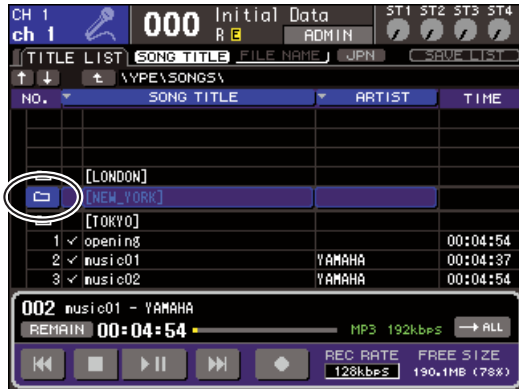 CH 1 000 Initial Data ST1 ST2 ST3 ST4
ch 1 R E ADMIN
TITLE LIST SONG TITLE FILE NAME JPN SAVE LIST
\YPE\SONGS\
NO. SONG TITLE ARTIST TIME
[LONDON]
[NEW_YORK]
[TOKYO]
1 ✓ opening 00:04:54
2 ✓ music01 YAMAHA 00:04:37
3 ✓ music02 YAMAHA 00:04:54
002 music01 - YAMAHA
REMAIN 00:04:54 MP3 192kbps → ALL
REC RATE FREE SIZE
128kbps 190.1MB (78%)